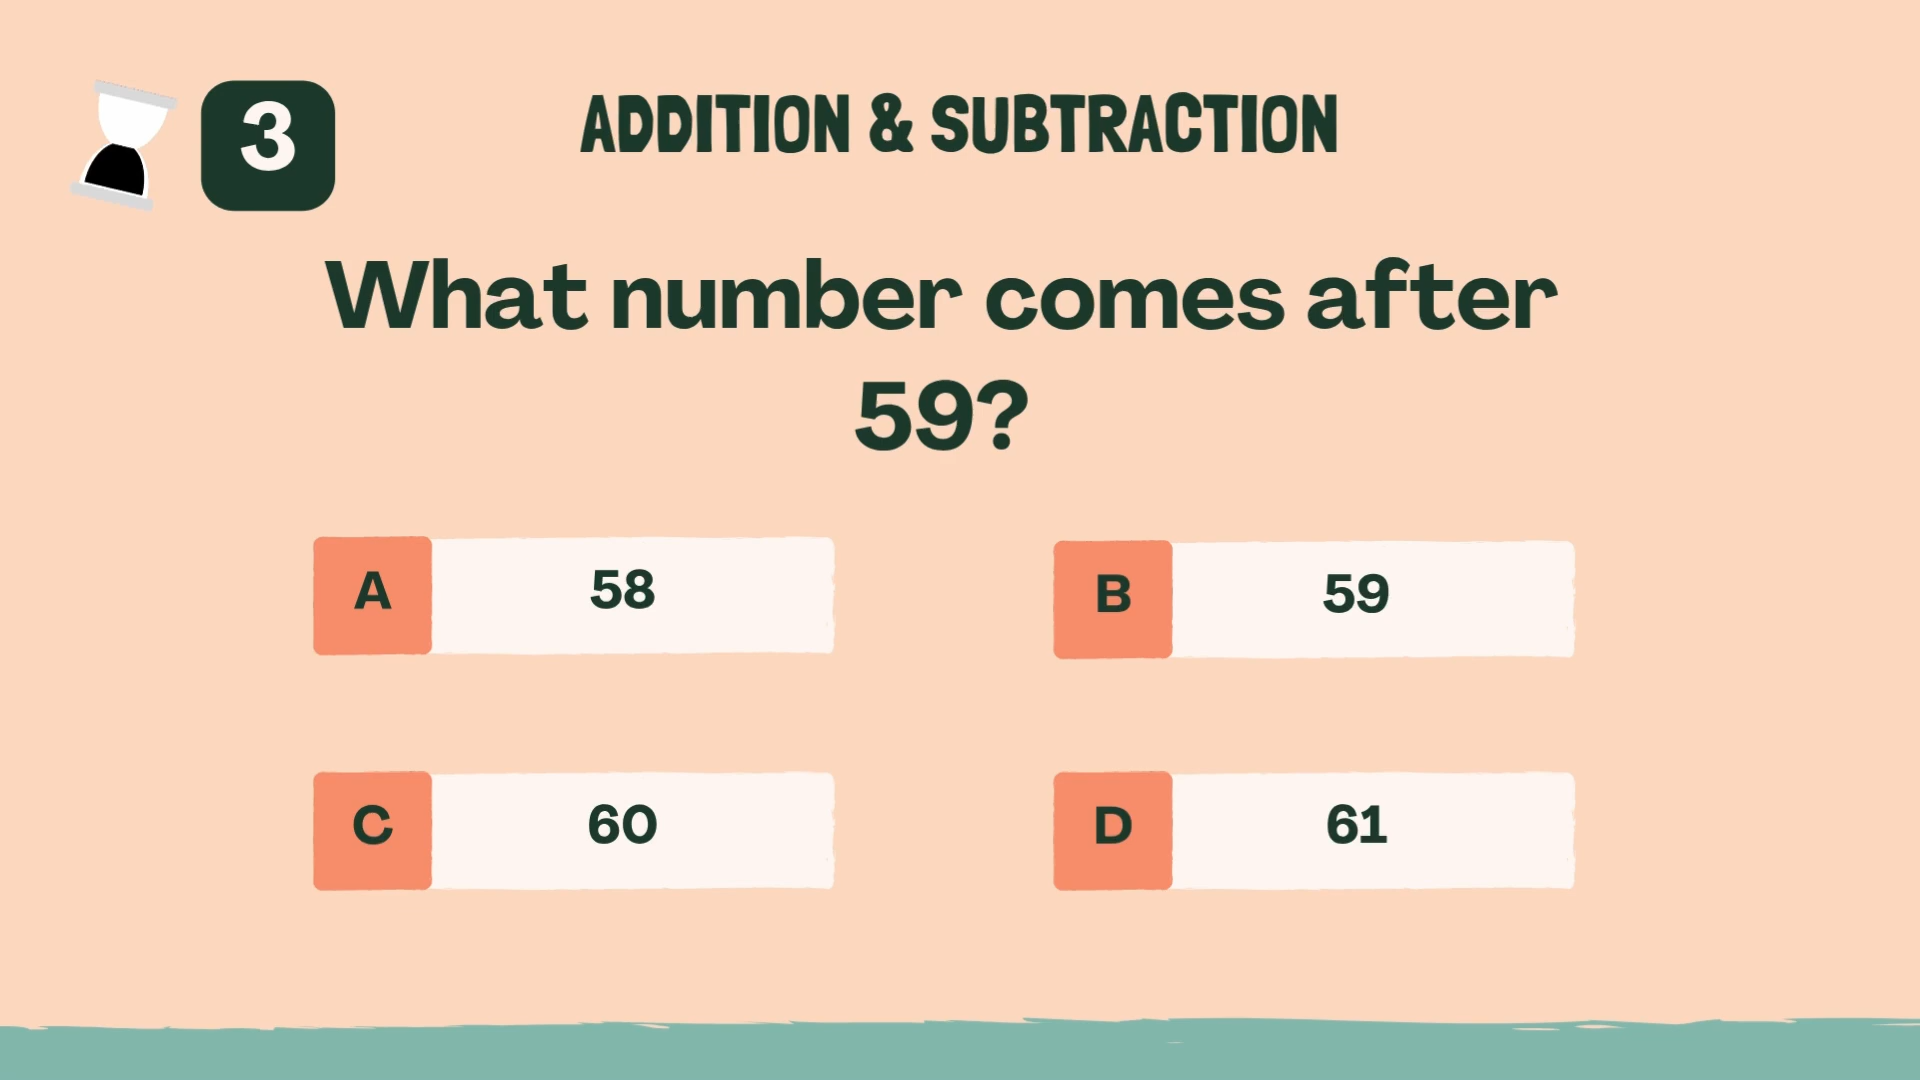 3
ADDITION & SUBTRACTION
What number comes after
59?
A 58
B 59
C 60
D 61